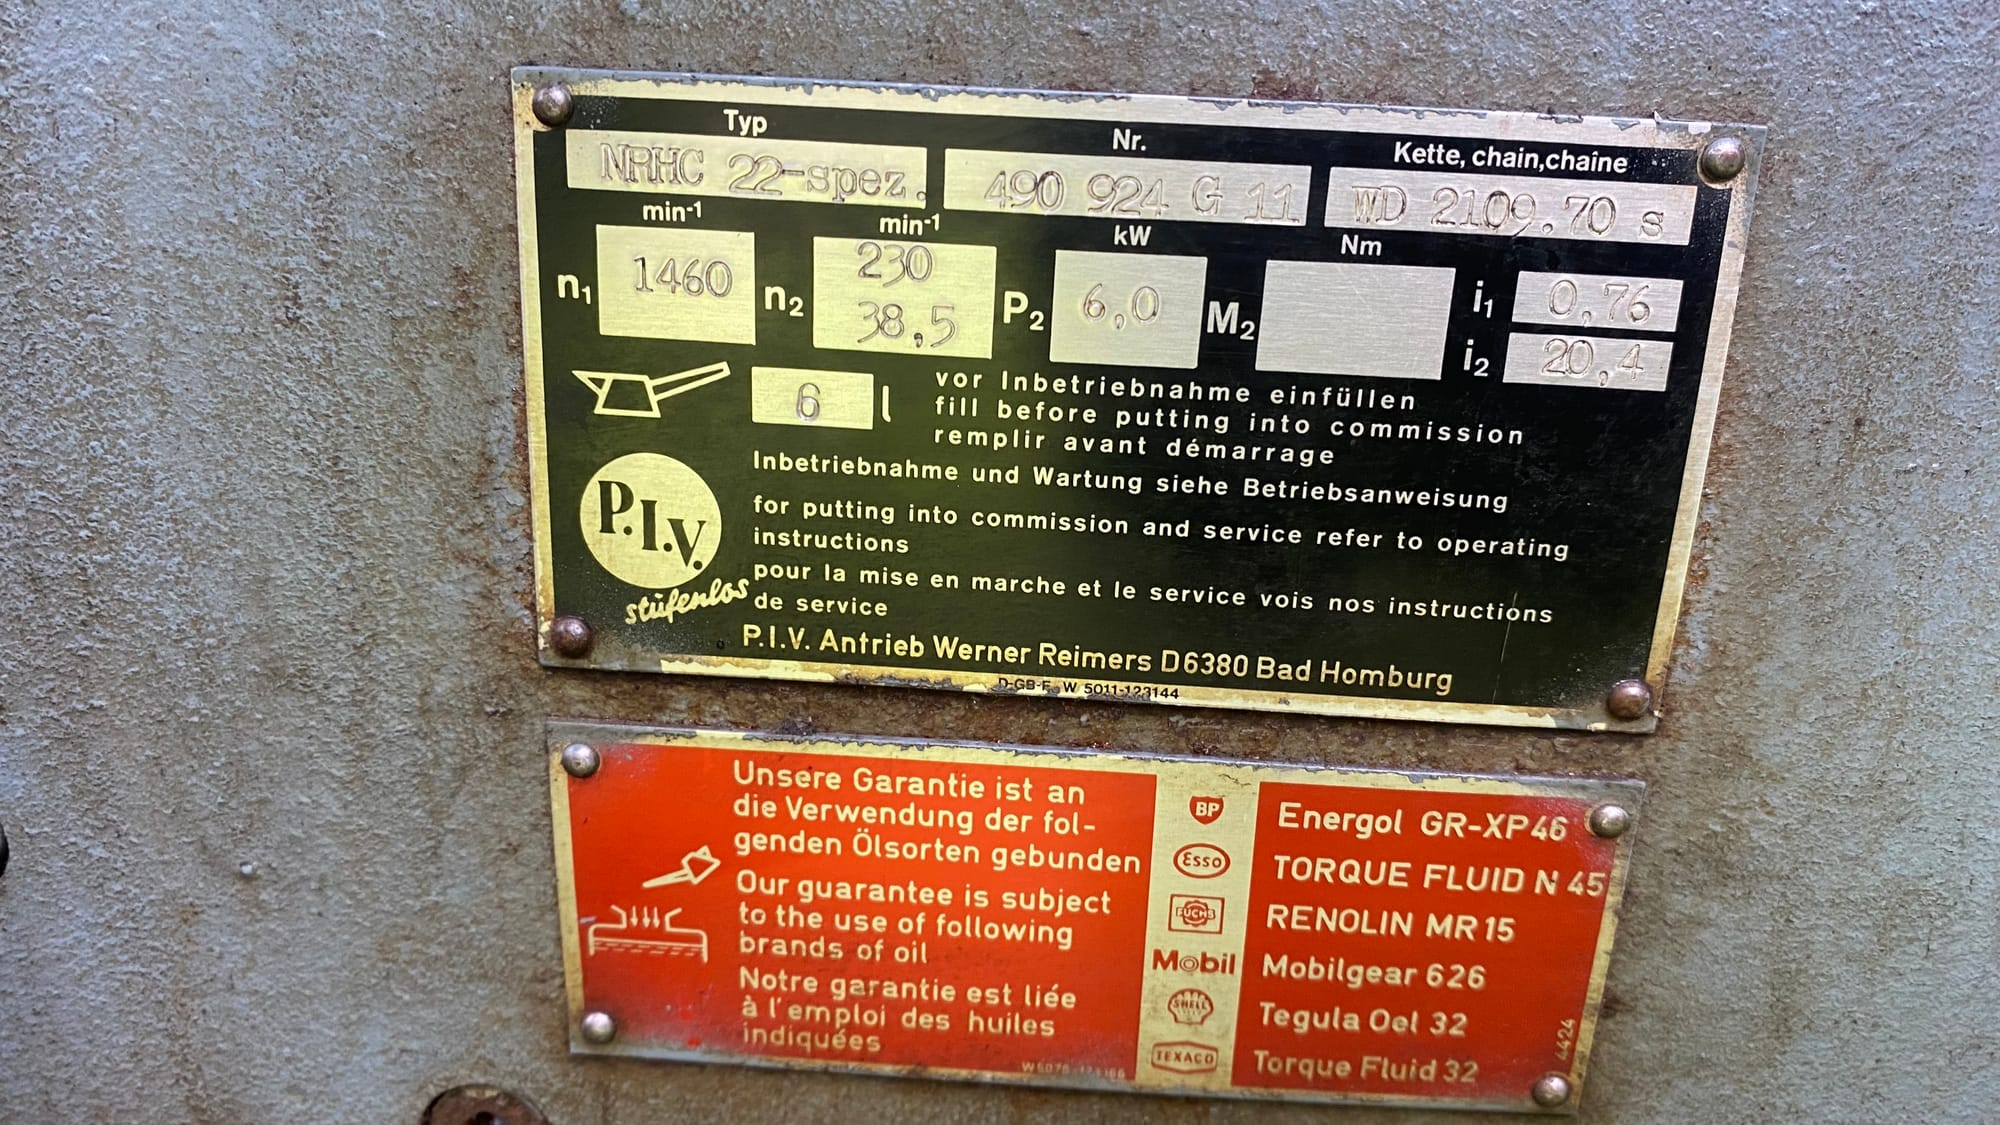 Typ
Nr.
Kette, chain,chaîne
NRHC 22-spez.
490 924 G 11
WD 2109.70 s
min-1
min-1
kW
Nm
n1
1460
n2
230
38,5
P2
6,0
M2
i1
0,76
i2
20,4
6
l
vor Inbetriebnahme einfüllen
fill before putting into commission
remplir avant démarrage
Inbetriebnahme und Wartung siehe Betriebsanweisung
for putting into commission and service refer to operating
instructions
pour la mise en marche et le service vois nos instructions
de service
P.I.V.
stufenlos
P.I.V. Antrieb Werner Reimers D6380 Bad Homburg
D-GB-F W 5011-123144
Unsere Garantie ist an
die Verwendung der fol-
genden Ölsorten gebunden
Our guarantee is subject
to the use of following
brands of oil
Notre garantie est liée
à l'emploi des huiles
indiquées
BP
Energol GR-XP46
Esso
TORQUE FLUID N 45
FUCHS
RENOLIN MR 15
Mobil
Mobilgear 626
SHELL
Tegula Oel 32
TEXACO
Torque Fluid 32
4424